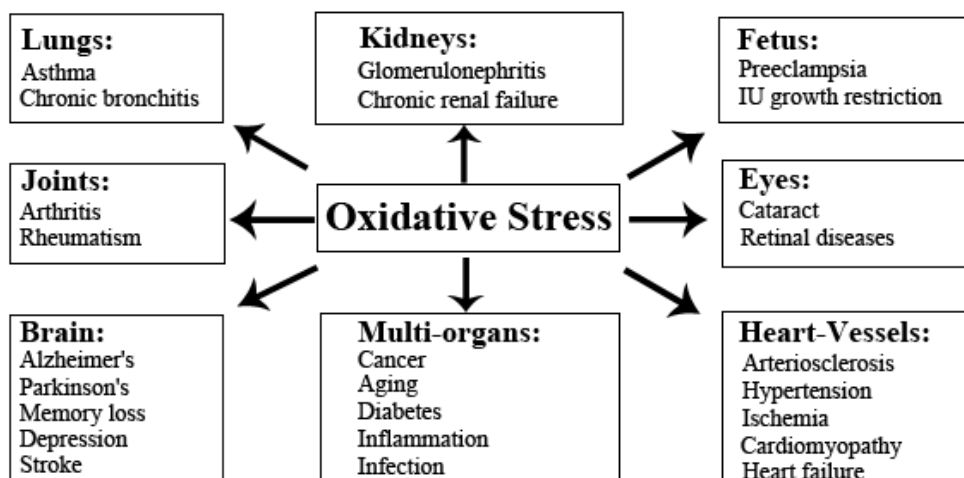 Lungs:
Asthma
Chronic bronchitis
Kidneys:
Glomerulonephritis
Chronic renal failure
Fetus:
Preeclampsia
IU growth restriction
Joints:
Arthritis
Rheumatism
Oxidative Stress
Eyes:
Cataract
Retinal diseases
Brain:
Alzheimer's
Parkinson's
Memory loss
Depression
Stroke
Multi-organs:
Cancer
Aging
Diabetes
Inflammation
Infection
Heart-Vessels:
Arteriosclerosis
Hypertension
Ischemia
Cardiomyopathy
Heart failure